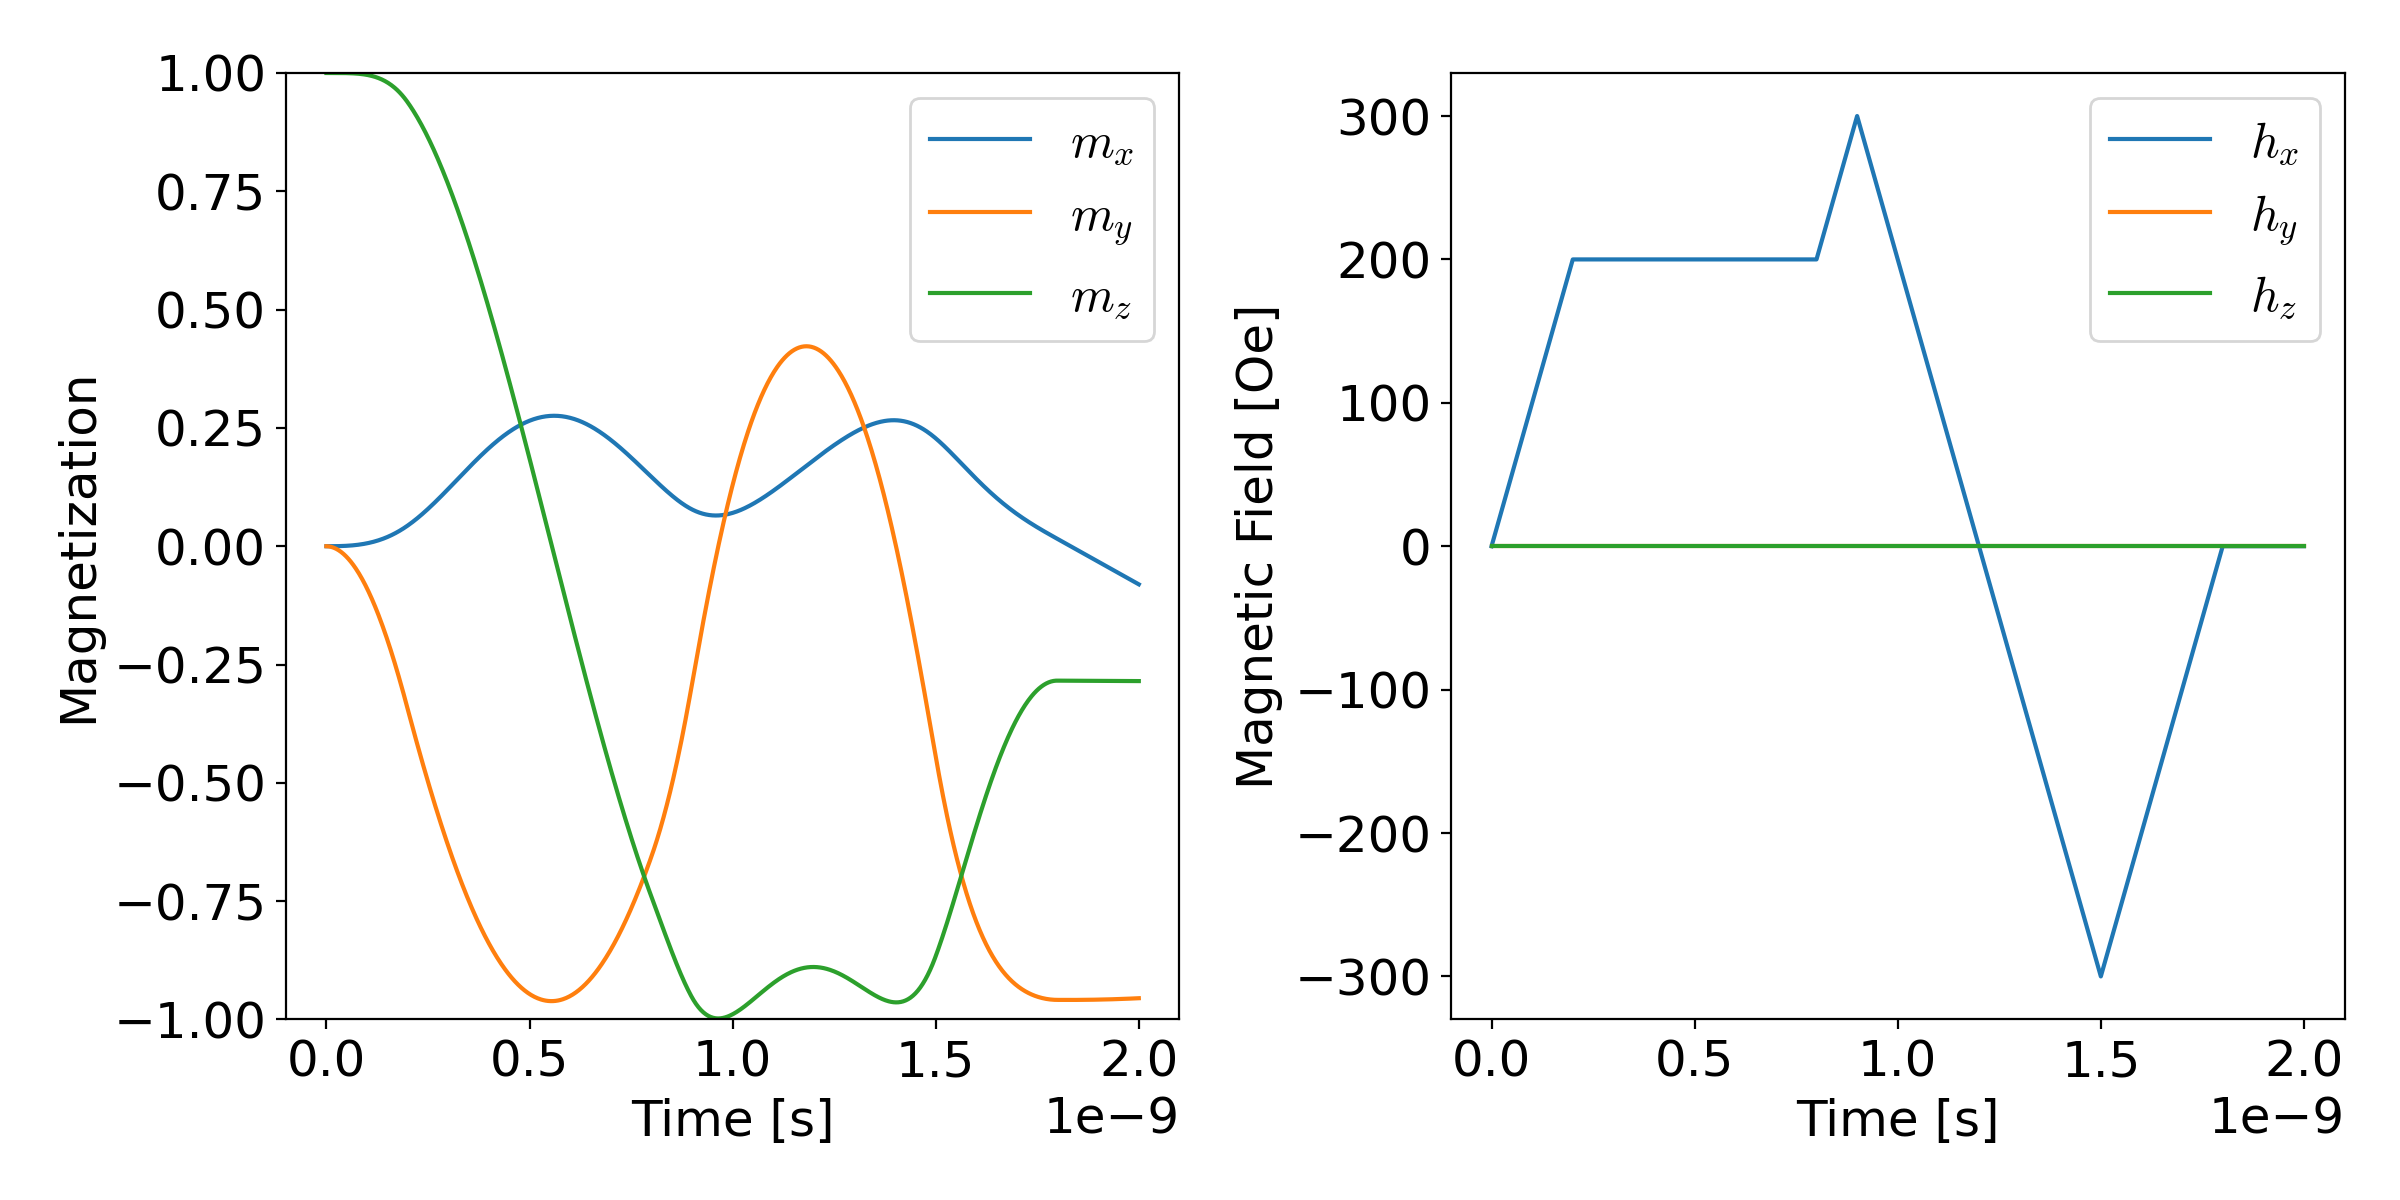 Magnetization
1.00
0.75
0.50
0.25
0.00
−0.25
−0.50
−0.75
−1.00
0.0 0.5 1.0 1.5 2.0
Time [s]
1e−9
m_x
m_y
m_z
Magnetic Field [Oe]
300
200
100
0
−100
−200
−300
0.0 0.5 1.0 1.5 2.0
Time [s]
1e−9
h_x
h_y
h_z